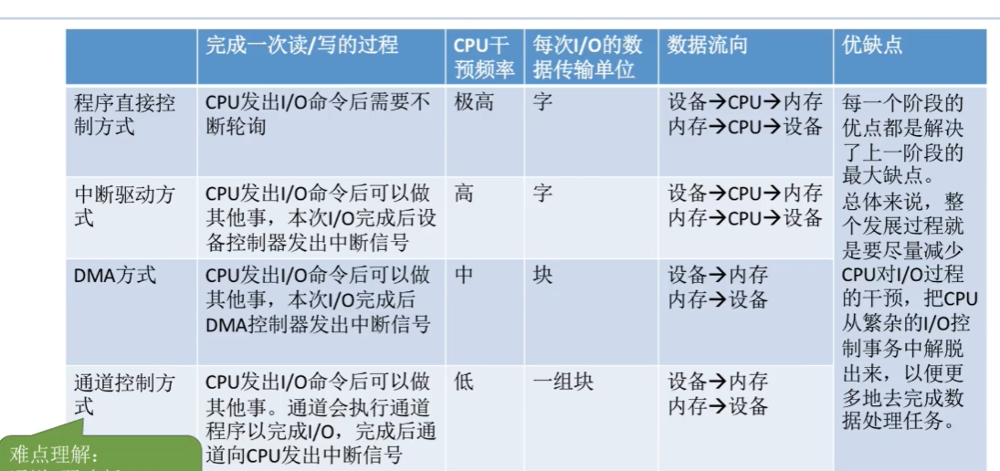 完成一次读/写的过程
CPU干
预频率
每次I/O的数
据传输单位
数据流向
优缺点
程序直接控
制方式
CPU发出I/O命令后需要不
断轮询
极高
字
设备→CPU→内存
内存→CPU→设备
每一个阶段的
优点都是解决
了上一阶段的
最大缺点。
总体来说，整
个发展过程就
是要尽量减少
CPU对I/O过程
的干预，把CPU
从繁杂的I/O控
制事务中解脱
出来，以便更
多地去完成数
据处理任务。
中断驱动方
式
CPU发出I/O命令后可以做
其他事，本次I/O完成后设
备控制器发出中断信号
高
字
设备→CPU→内存
内存→CPU→设备
DMA方式
CPU发出I/O命令后可以做
其他事，本次I/O完成后
DMA控制器发出中断信号
中
块
设备→内存
内存→设备
通道控制方
式
CPU发出I/O命令后可以做
其他事。通道会执行通道
程序以完成I/O，完成后通
道向CPU发出中断信号
低
一组块
设备→内存
内存→设备
难点理解：